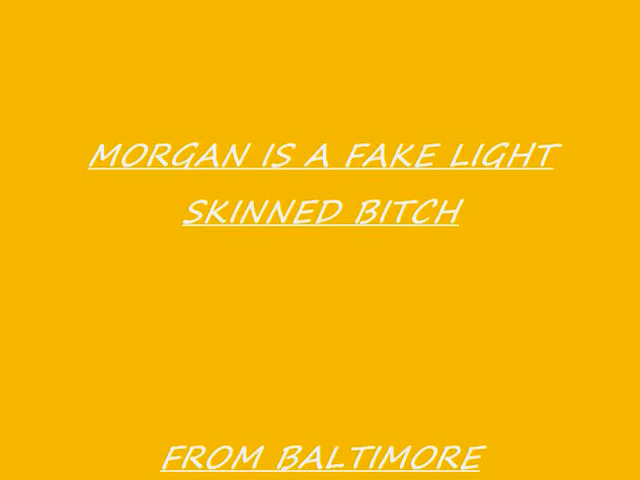 MORGAN IS A FAKE LIGHT
SKINNED BITCH
FROM BALTIMORE